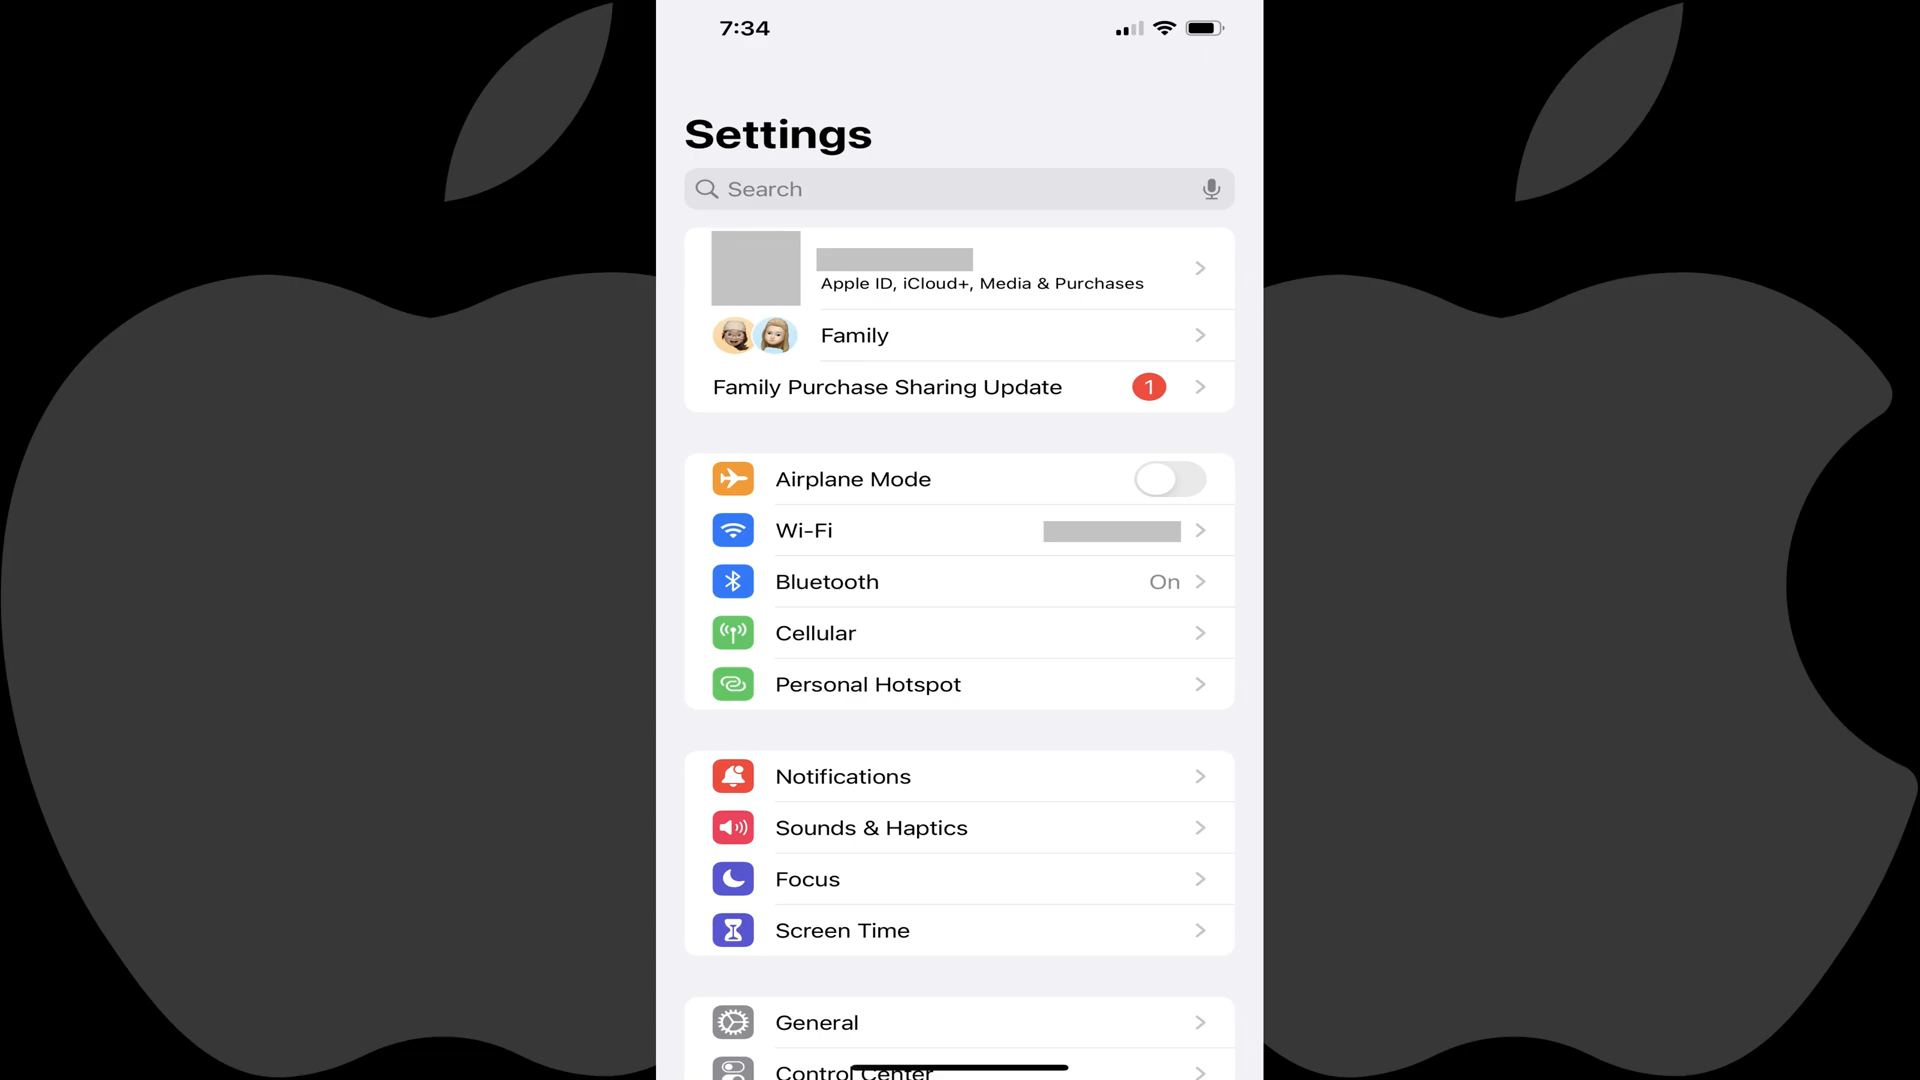 7:34
Settings
Search
Apple ID, iCloud+, Media & Purchases
Family
Family Purchase Sharing Update 1
Airplane Mode
Wi-Fi
Bluetooth On
Cellular
Personal Hotspot
Notifications
Sounds & Haptics
Focus
Screen Time
General
Control Center